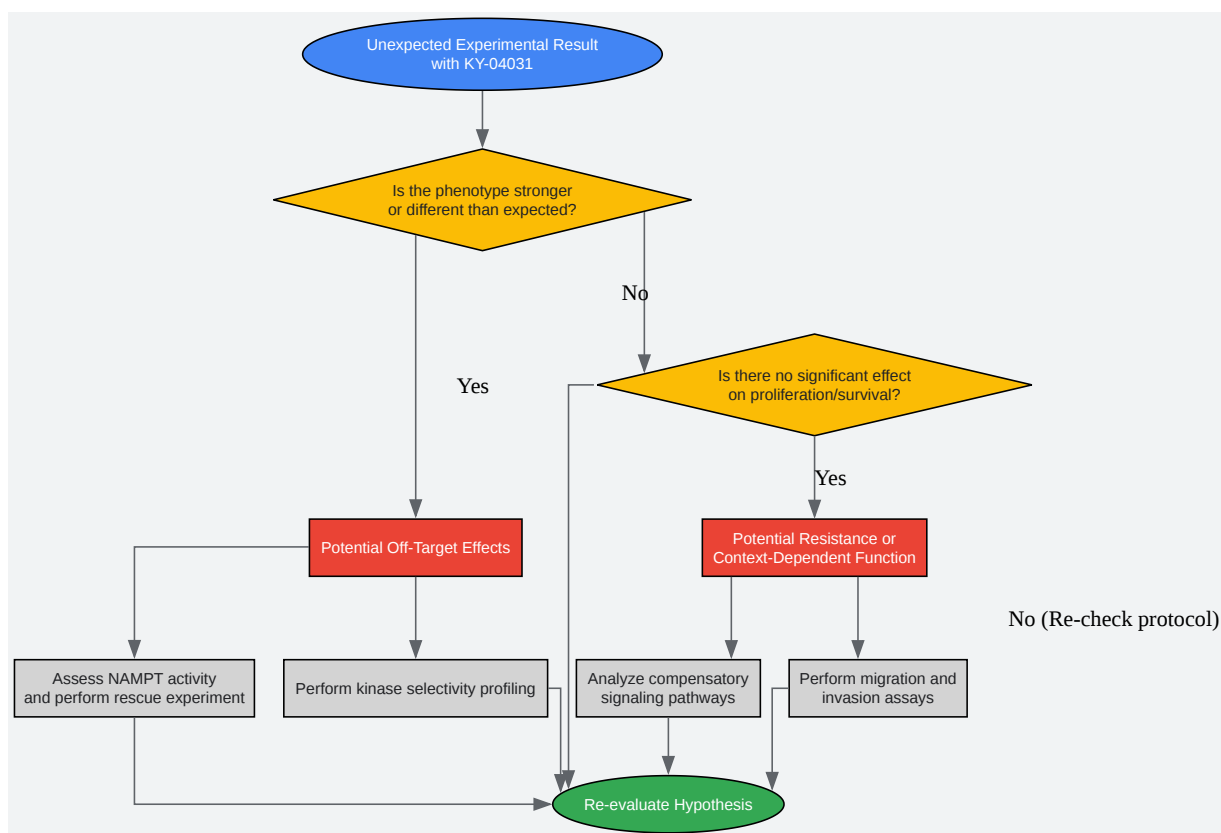 Unexpected Experimental Result
with KY-04031
Is the phenotype stronger
or different than expected?
No
Is there no significant effect
on proliferation/survival?
Yes
Yes
Potential Off-Target Effects
Potential Resistance or
Context-Dependent Function
No (Re-check protocol)
Assess NAMPT activity
and perform rescue experiment
Perform kinase selectivity profiling
Analyze compensatory
signaling pathways
Perform migration and
invasion assays
Re-evaluate Hypothesis